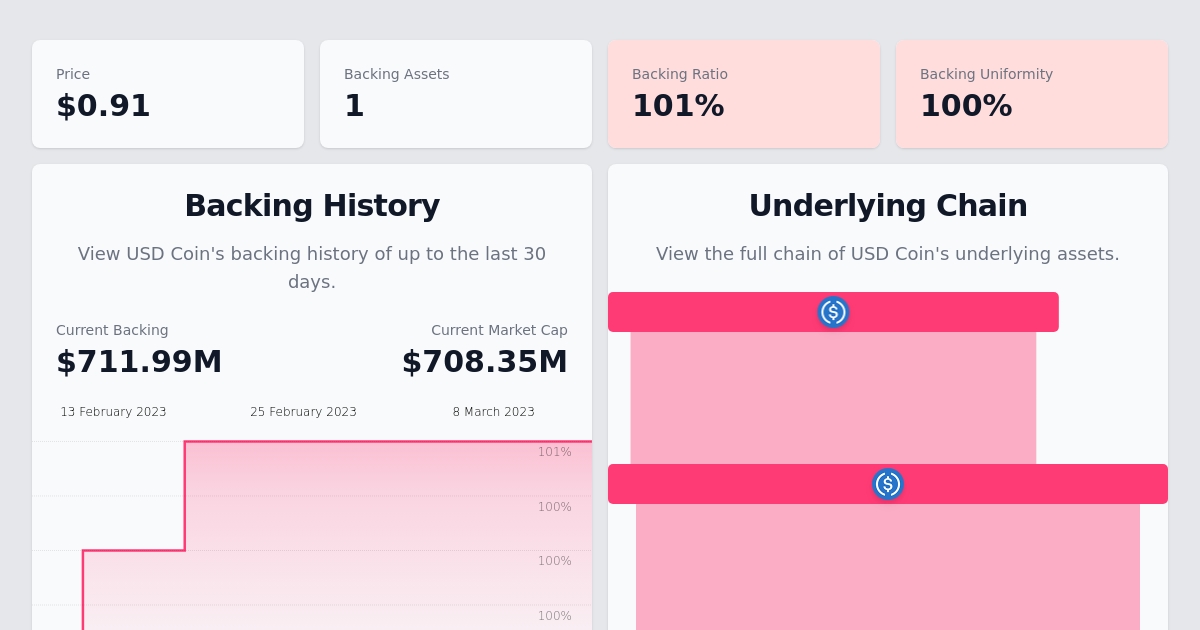 Price
$0.91
Backing Assets
1
Backing Ratio
101%
Backing Uniformity
100%
Backing History
View USD Coin's backing history of up to the last 30
days.
Current Backing
$711.99M
Current Market Cap
$708.35M
13 February 2023
25 February 2023
8 March 2023
101%
100%
100%
100%
Underlying Chain
View the full chain of USD Coin's underlying assets.